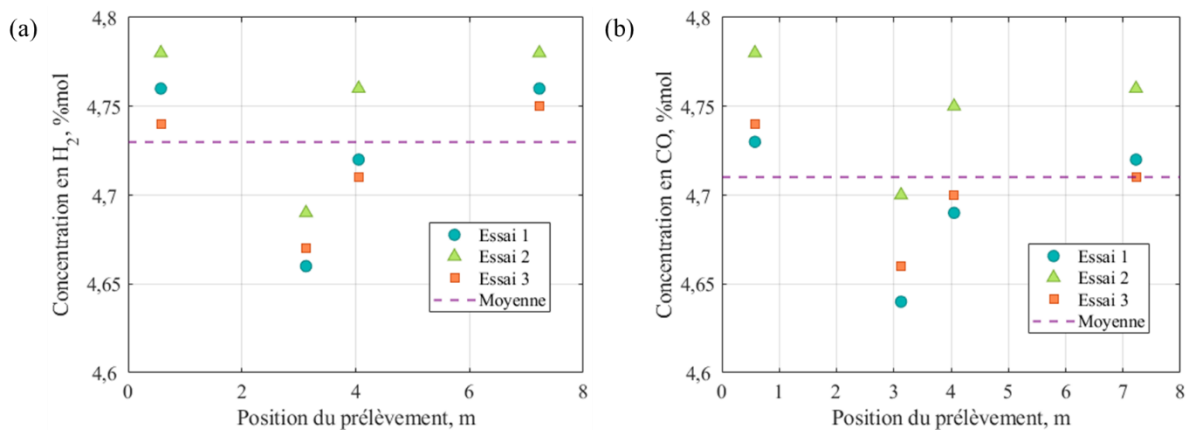 (a)
Concentration en H2, %mol
4,8
4,75
4,7
4,65
4,6
0
2
4
6
8
Position du prélèvement, m
Essai 1
Essai 2
Essai 3
Moyenne
(b)
Concentration en CO, %mol
4,8
4,75
4,7
4,65
4,6
0
1
2
3
4
5
6
7
8
Position du prélèvement, m
Essai 1
Essai 2
Essai 3
Moyenne